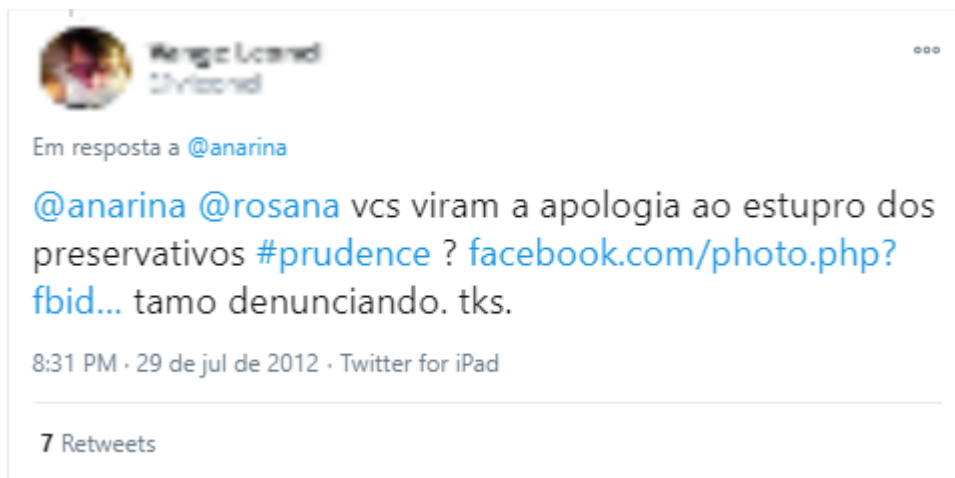 Em resposta a @anarina
@anarina @rosana vcs viram a apologia ao estupro dos
preservativos #prudence ? facebook.com/photo.php?
fbid... tamo denunciando. tks.
8:31 PM · 29 de jul de 2012 · Twitter for iPad
7 Retweets